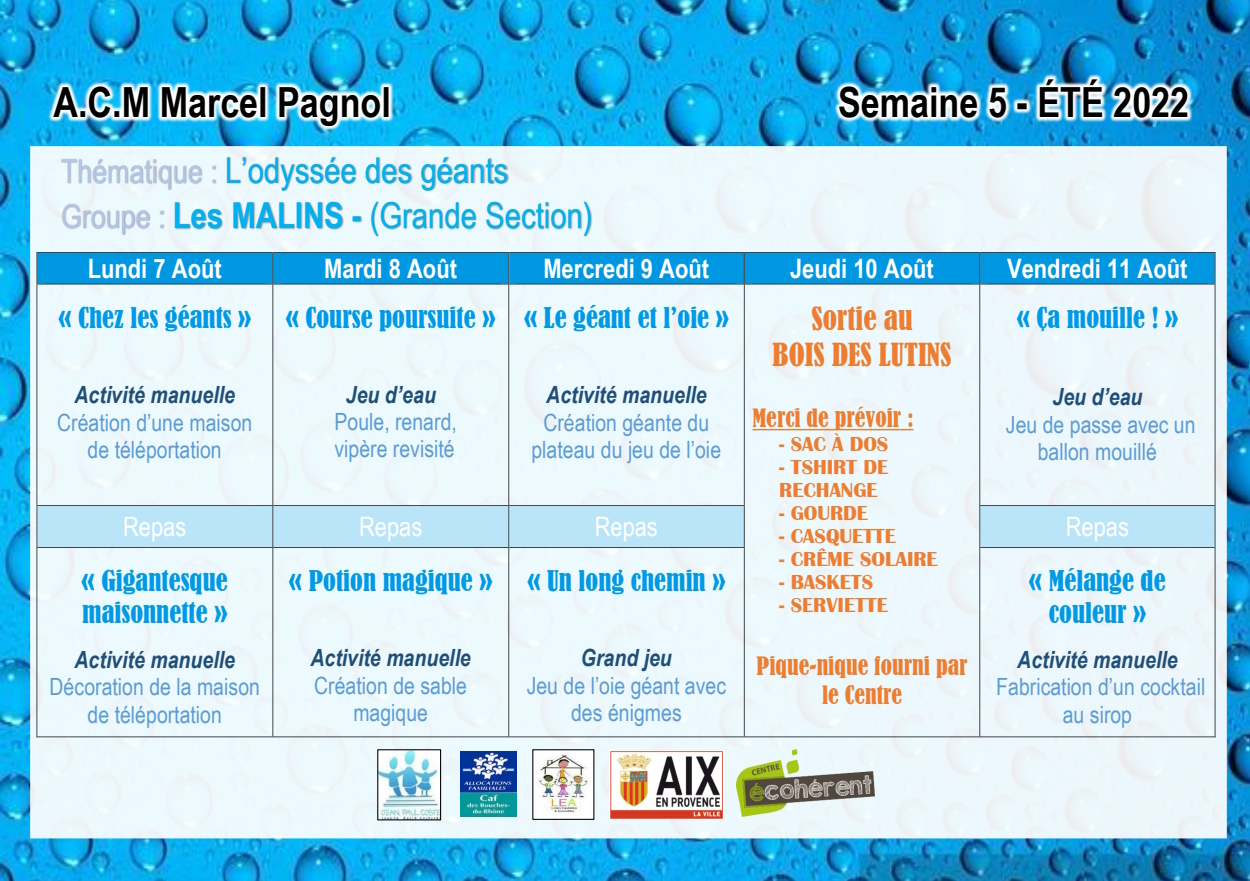 A.C.M Marcel Pagnol
Semaine 5 - ÉTÉ 2022
Thématique : L'odyssée des géants
Groupe : Les MALINS - (Grande Section)
Lundi 7 Août
Mardi 8 Août
Mercredi 9 Août
Jeudi 10 Août
Vendredi 11 Août
« Chez les géants »
Activité manuelle
Création d'une maison
de téléportation
« Course poursuite »
Jeu d'eau
Poule, renard,
vipère revisité
« Le géant et l'oie »
Activité manuelle
Création géante du
plateau du jeu de l'oie
Sortie au
BOIS DES LUTINS
Merci de prévoir :
- SAC À DOS
- TSHIRT DE
RECHANGE
- GOURDE
- CASQUETTE
- CRÊME SOLAIRE
- BASKETS
- SERVIETTE
Pique-nique fourni par
le Centre
« Ça mouille ! »
Jeu d'eau
Jeu de passe avec un
ballon mouillé
Repas
Repas
Repas
Repas
« Gigantesque
maisonnette »
Activité manuelle
Décoration de la maison
de téléportation
« Potion magique »
Activité manuelle
Création de sable
magique
« Un long chemin »
Grand jeu
Jeu de l'oie géant avec
des énigmes
« Mélange de
couleur »
Activité manuelle
Fabrication d'un cocktail
au sirop
JEAN PAUL COSTE
ALLOCATIONS
FAMILIALES
Caf
des Bouches-
du-Rhône
LEA
AIX
EN PROVENCE
LA VILLE
CENTRE
écohérent